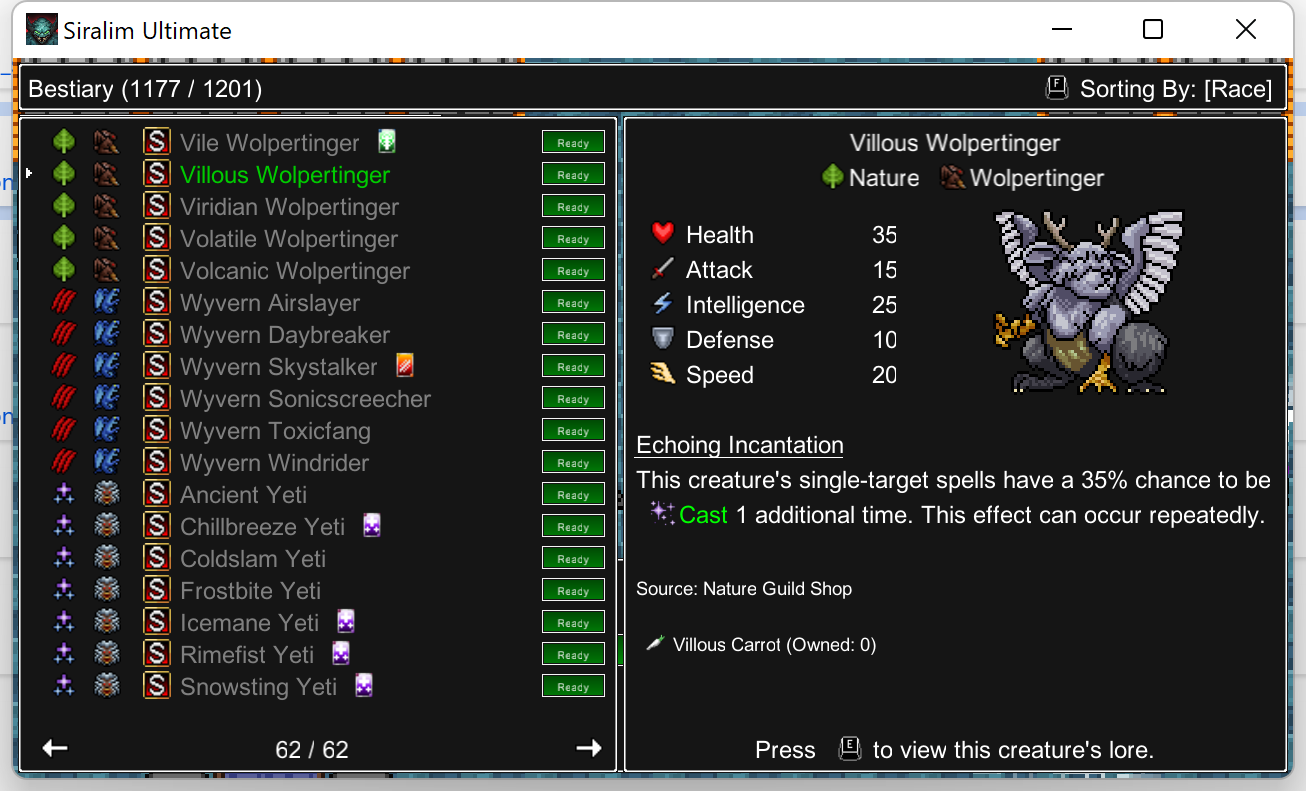 Siralim Ultimate
Bestiary (1177 / 1201)
F Sorting By: [Race]
S Vile Wolpertinger Ready
S Villous Wolpertinger Ready
S Viridian Wolpertinger Ready
S Volatile Wolpertinger Ready
S Volcanic Wolpertinger Ready
S Wyvern Airslayer Ready
S Wyvern Daybreaker Ready
S Wyvern Skystalker Ready
S Wyvern Sonicscreecher Ready
S Wyvern Toxicfang Ready
S Wyvern Windrider Ready
S Ancient Yeti Ready
S Chillbreeze Yeti Ready
S Coldslam Yeti Ready
S Frostbite Yeti Ready
S Icemane Yeti Ready
S Rimefist Yeti Ready
S Snowsting Yeti Ready
62 / 62
Villous Wolpertinger
Nature Wolpertinger
Health 35
Attack 15
Intelligence 25
Defense 10
Speed 20
Echoing Incantation
This creature's single-target spells have a 35% chance to be
Cast 1 additional time. This effect can occur repeatedly.
Source: Nature Guild Shop
Villous Carrot (Owned: 0)
Press E to view this creature's lore.